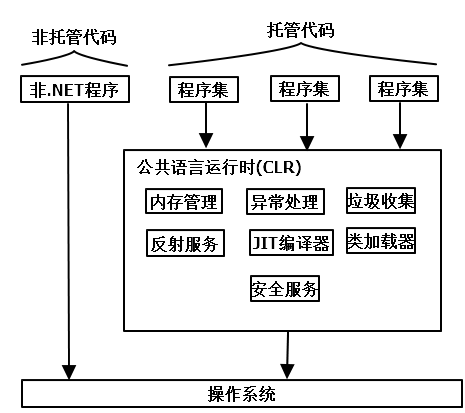 非托管代码
托管代码
非.NET程序
程序集
程序集
程序集
公共语言运行时(CLR)
内存管理
异常处理
垃圾收集
反射服务
JIT编译器
类加载器
安全服务
操作系统